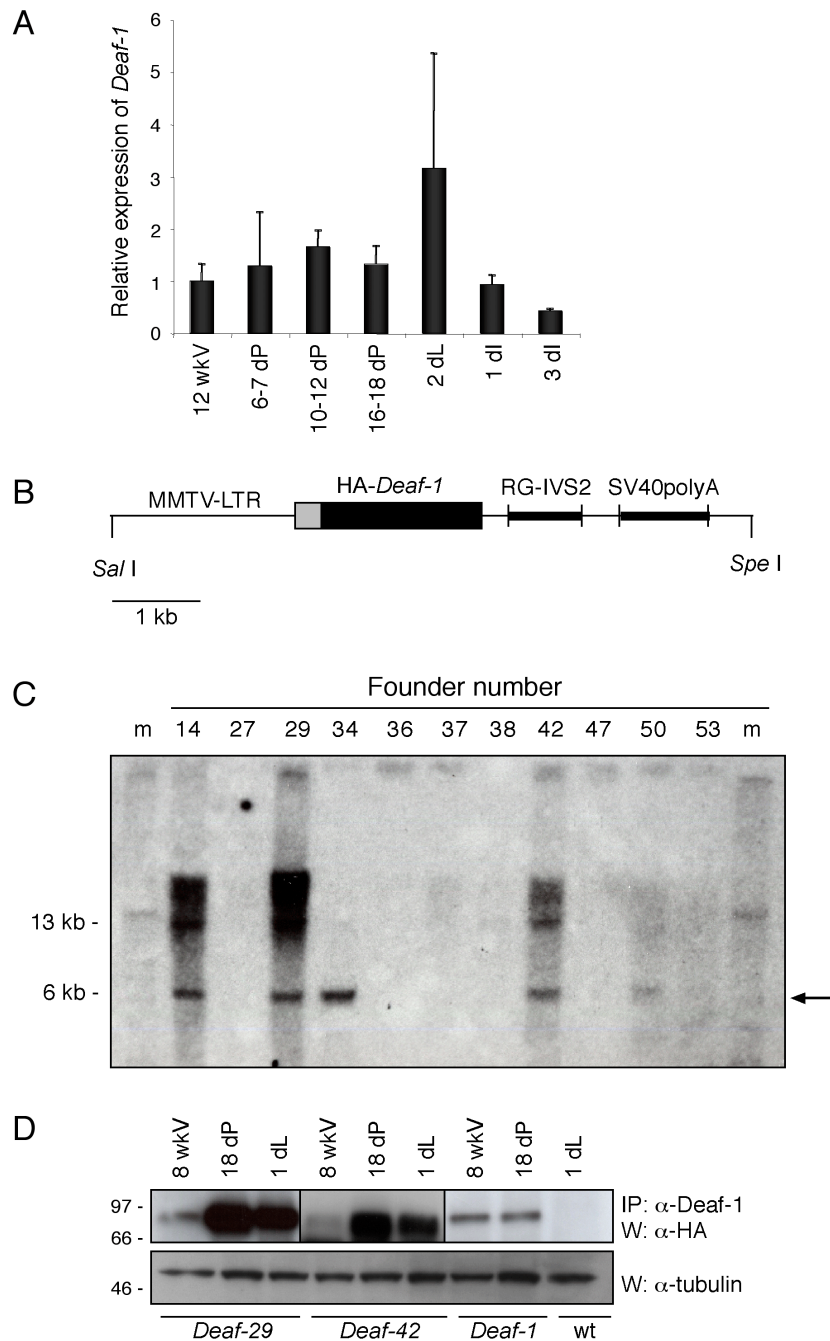 A
Relative expression of Deaf-1
6
5
4
3
2
1
0
12 wkV
6-7 dP
10-12 dP
16-18 dP
2 dL
1 dI
3 dI
B
MMTV-LTR
HA-Deaf-1
RG-IVS2
SV40polyA
Sal I
Spe I
1 kb
C
Founder number
m 14 27 29 34 36 37 38 42 47 50 53 m
13 kb -
6 kb -
D
8 wkV
18 dP
1 dL
8 wkV
18 dP
1 dL
8 wkV
18 dP
1 dL
97 -
66 -
IP: α-Deaf-1
W: α-HA
46 -
W: α-tubulin
Deaf-29 Deaf-42 Deaf-1 wt